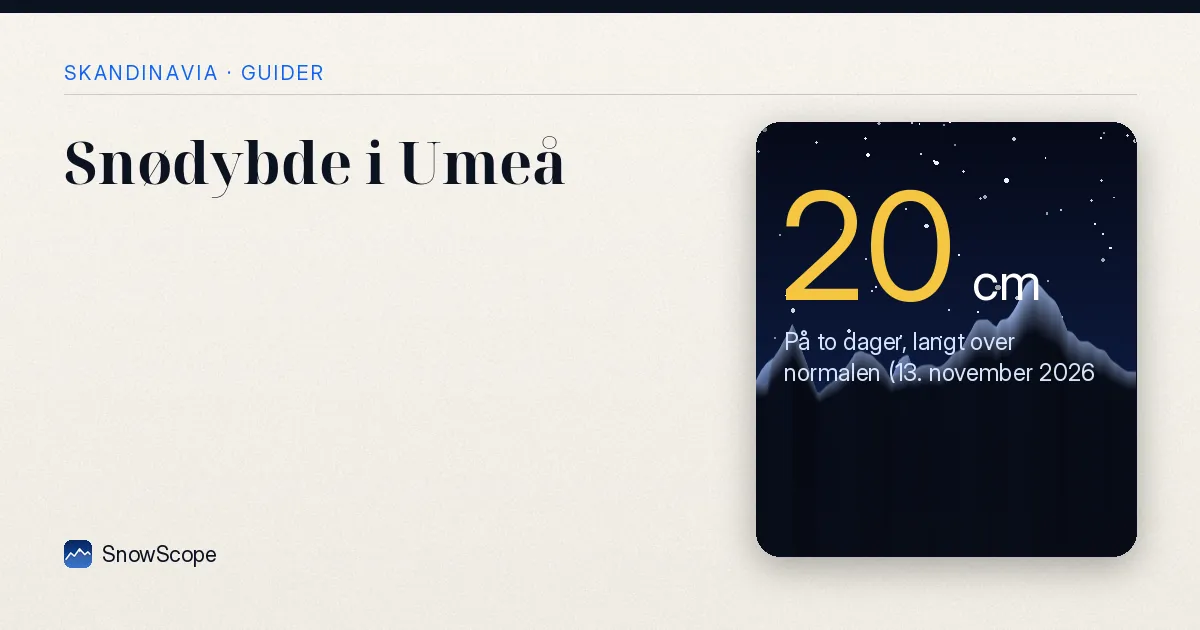 SKANDINAVIA · GUIDER
Snødybde i Umeå
20 cm
På to dager, langt over
normalen (13. november 2026
SnowScope